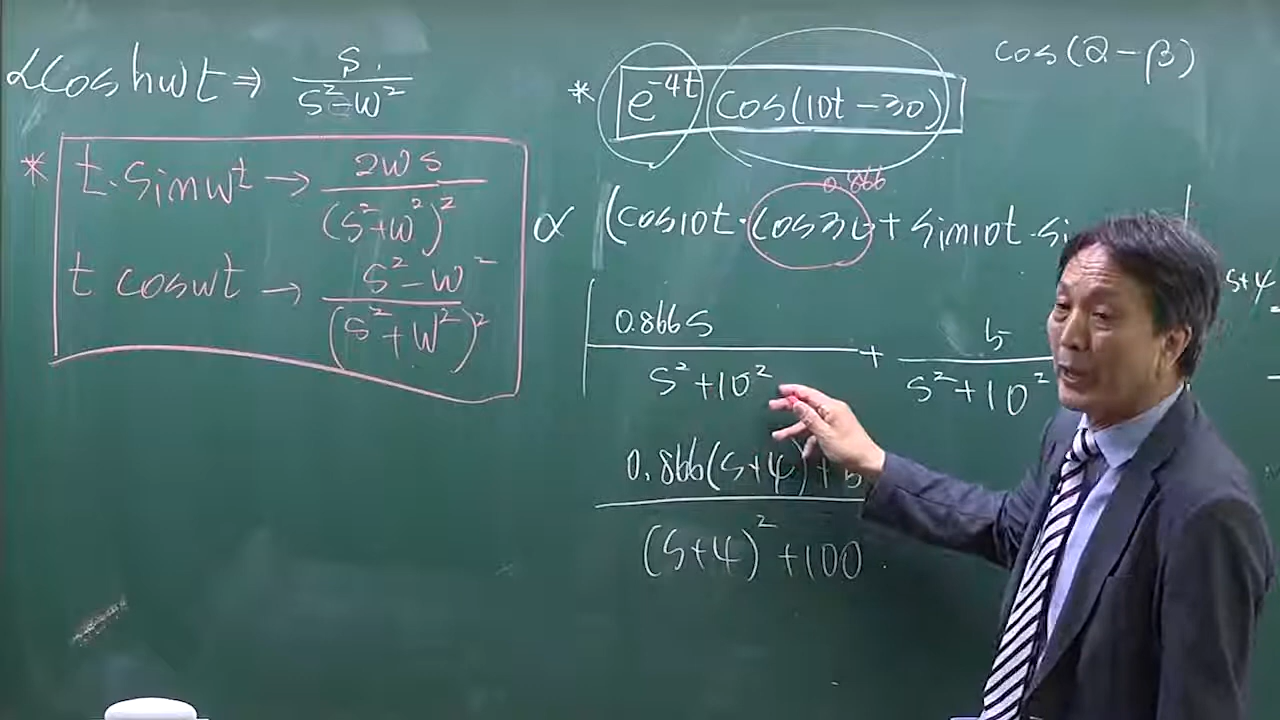 αcoshωt ⇒ s / (s²-ω²)
* t·sinωt → 2ωs / (s²+ω²)²
t cosωt → s²-ω² / (s²+ω²)²
cos(α-β)
* e⁻⁴ᵗ cos(10t-30)
0.866
α (cos10t·cos30+sin10t·si
0.866s / (s²+10²) + 5 / (s²+10²)
0.866(s+4)+5
(s+4)²+100
s+4